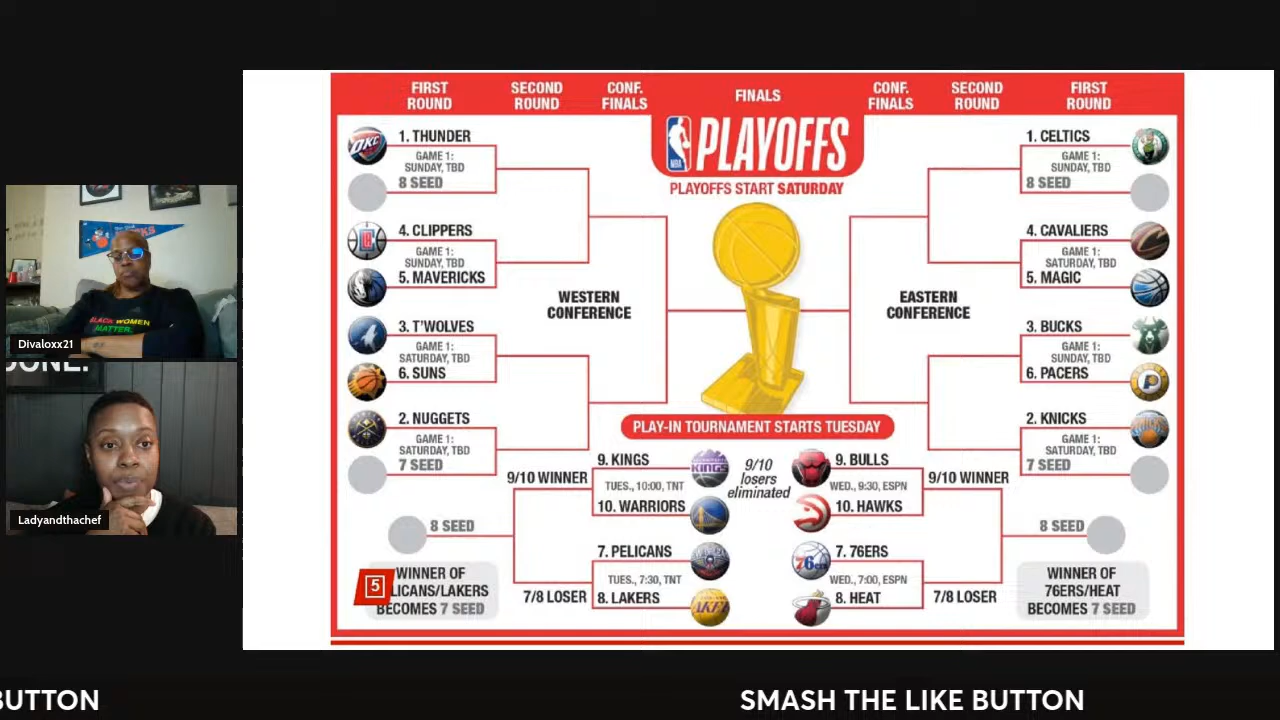 FIRST ROUND
SECOND ROUND
CONF. FINALS
FINALS
CONF. FINALS
SECOND ROUND
FIRST ROUND
NBA PLAYOFFS
PLAYOFFS START SATURDAY
1. THUNDER
GAME 1:
SUNDAY, TBD
8 SEED
4. CLIPPERS
GAME 1:
SUNDAY, TBD
5. MAVERICKS
3. T'WOLVES
GAME 1:
SATURDAY, TBD
6. SUNS
2. NUGGETS
GAME 1:
SATURDAY, TBD
7 SEED
WESTERN
CONFERENCE
EASTERN
CONFERENCE
1. CELTICS
GAME 1:
SUNDAY, TBD
8 SEED
4. CAVALIERS
GAME 1:
SATURDAY, TBD
5. MAGIC
3. BUCKS
GAME 1:
SUNDAY, TBD
6. PACERS
2. KNICKS
GAME 1:
SATURDAY, TBD
7 SEED
PLAY-IN TOURNAMENT STARTS TUESDAY
9/10 WINNER
9. KINGS
TUES., 10:00, TNT
10. WARRIORS
KINGS
9/10
losers
eliminated
9. BULLS
WED., 9:30, ESPN
10. HAWKS
9/10 WINNER
8 SEED
7. PELICANS
TUES., 7:30, TNT
8. LAKERS
7/8 LOSER
7. 76ERS
WED., 7:00, ESPN
8. HEAT
7/8 LOSER
8 SEED
5
WINNER OF
LICANS/LAKERS
BECOMES 7 SEED
WINNER OF
76ERS/HEAT
BECOMES 7 SEED
OKC
BLACK WOMEN
MATTER.
Divaloxx21
Ladyandthachef
BUTTON
SMASH THE LIKE BUTTON